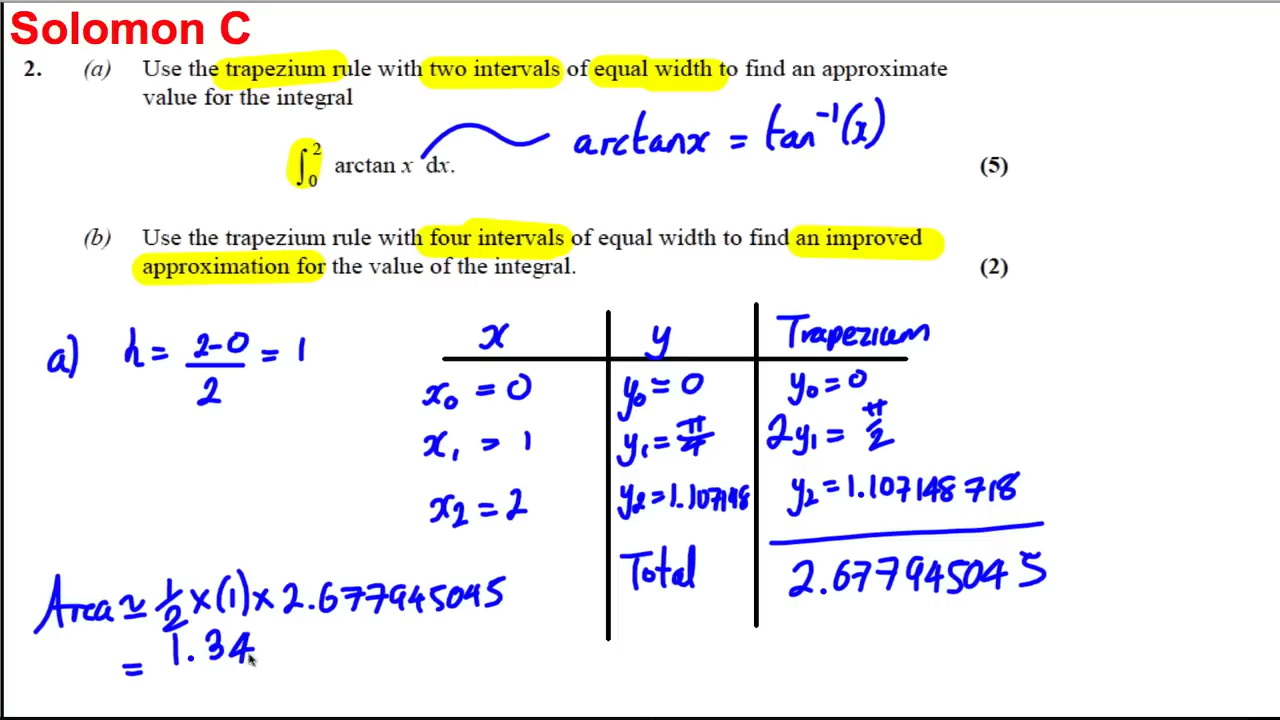 Solomon C
2. (a) Use the trapezium rule with two intervals of equal width to find an approximate
value for the integral
∫₀² arctan x dx. (5)
arctanx = tan⁻¹(x)
(b) Use the trapezium rule with four intervals of equal width to find an improved
approximation for the value of the integral. (2)
a) h = 2-0/2 = 1
x y Trapezium
x₀ = 0 y₀ = 0 y₀ = 0
x₁ = 1 y₁ = π/4 2y₁ = π/2
x₂ = 2 y₂ = 1.107148 y₂ = 1.107148718
Total 2.677945045
Area ≃ 1/2 × (1) × 2.677945045
= 1.34